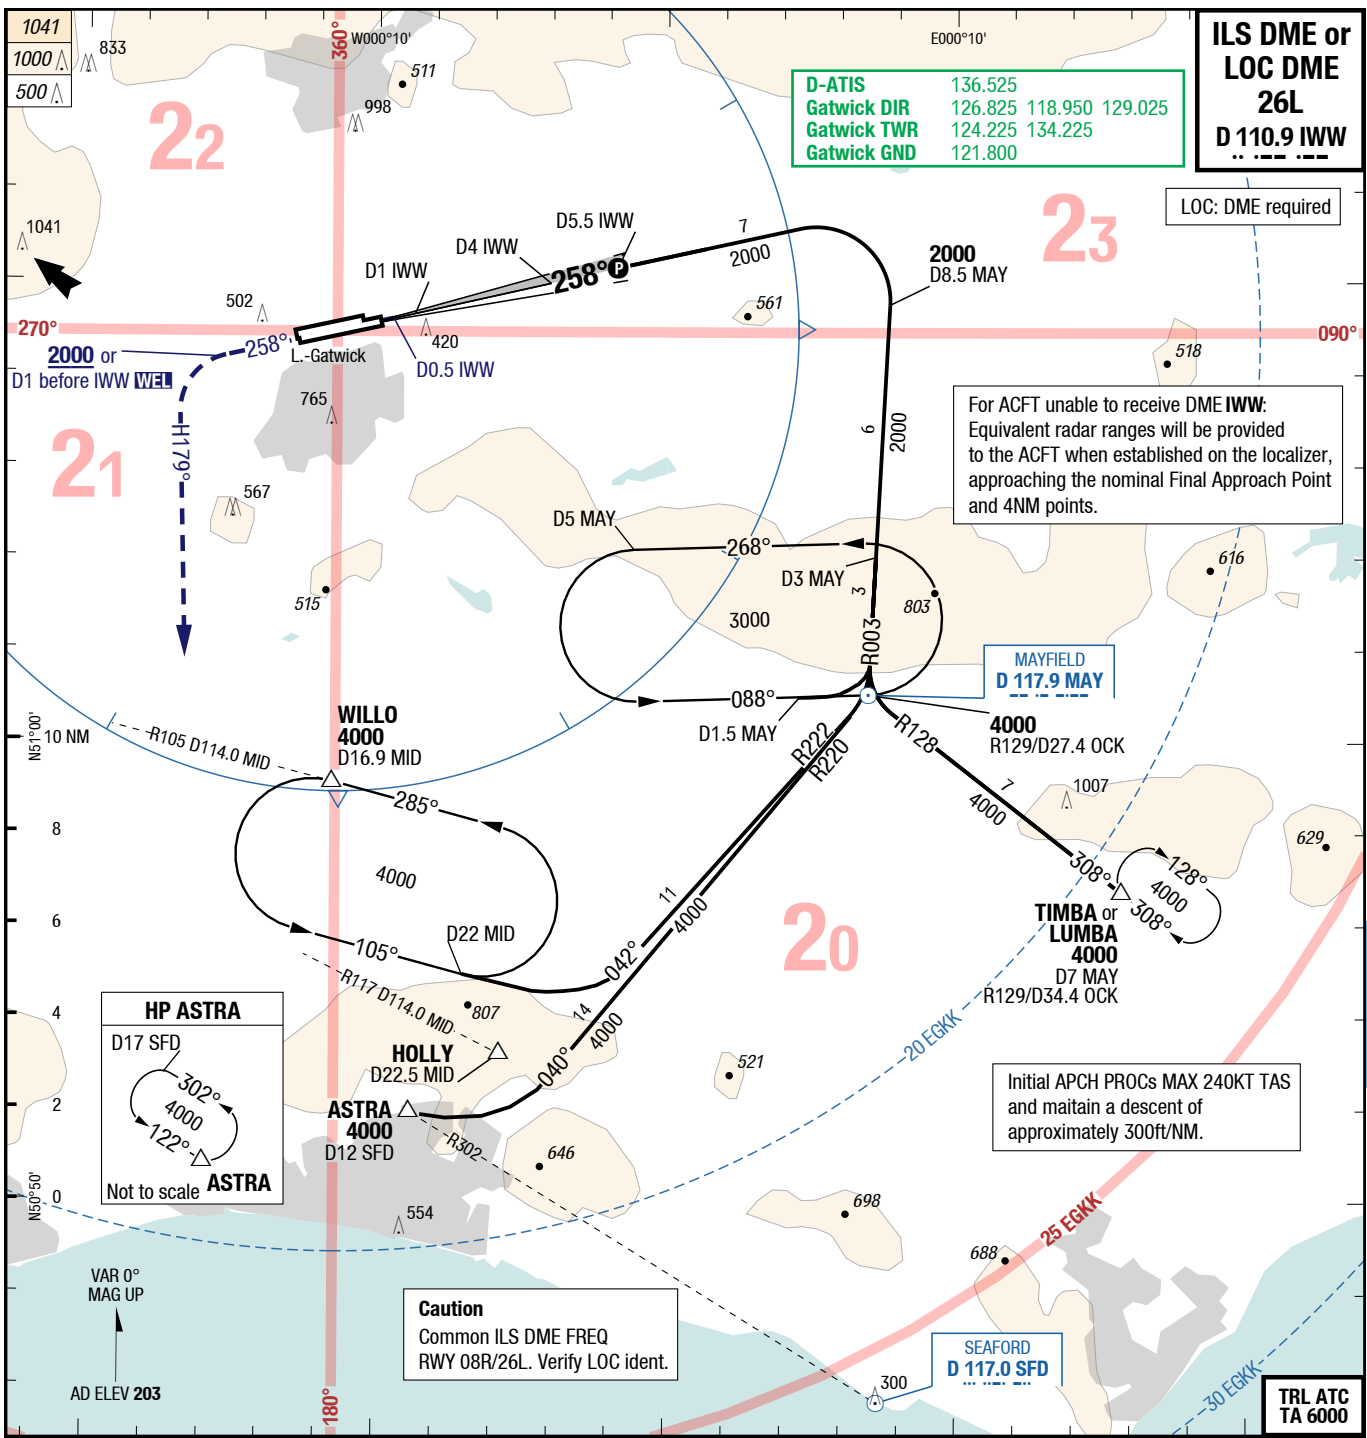 1041
1000
500
833
360°
W000°10'
511
998
E000°10'
D-ATIS 136.525
Gatwick DIR 126.825 118.950 129.025
Gatwick TWR 124.225 134.225
Gatwick GND 121.800
ILS DME or
LOC DME
26L
D 110.9 IWW
LOC: DME required
22
23
1041
D5.5 IWW
D4 IWW
D1 IWW
258°
P
7
2000
2000
D8.5 MAY
561
502
420
270°
090°
258°
L.-Gatwick
D0.5 IWW
2000 or
D1 before IWW WEL
518
765
For ACFT unable to receive DME IWW:
Equivalent radar ranges will be provided
to the ACFT when established on the localizer,
approaching the nominal Final Approach Point
and 4NM points.
6
2000
21
H179°
567
D5 MAY
268°
D3 MAY
616
515
3
803
3000
R003
MAYFIELD
D 117.9 MAY
088°
D1.5 MAY
4000
R129/D27.4 OCK
R222
R220
R128
WILLO
4000
D16.9 MID
R105 D114.0 MID
N51°00'
10 NM
285°
7
4000
1007
8
629
4000
308°
128°
4000
308°
TIMBA or
LUMBA
4000
D7 MAY
R129/D34.4 OCK
11
4000
6
D22 MID
105°
042°
20
R117 D114.0 MID
807
14
4000
4
HP ASTRA
D17 SFD
302°
4000
122°
ASTRA
Not to scale
HOLLY
D22.5 MID
040°
20 EGKK
521
Initial APCH PROCs MAX 240KT TAS
and maitain a descent of
approximately 300ft/NM.
2
ASTRA
4000
D12 SFD
R302
646
N50°50'
0
554
698
25 EGKK
688
VAR 0°
MAG UP
AD ELEV 203
Caution
Common ILS DME FREQ
RWY 08R/26L. Verify LOC ident.
SEAFORD
D 117.0 SFD
300
180°
30 EGKK
TRL ATC
TA 6000